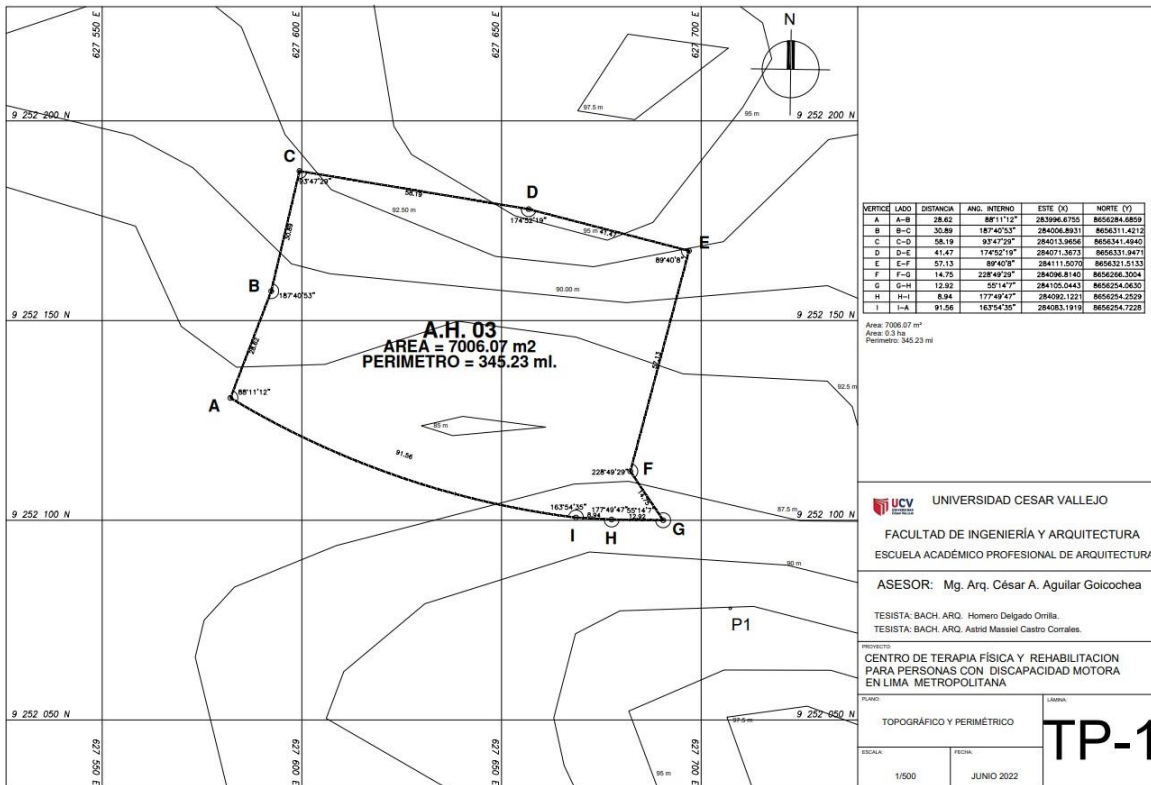 627 550 E
627 600 E
627 650 E
627 700 E
N
97.5 m
95 m
9 252 200 N
9 252 200 N
C
93°47'29"
58.19
92.50 m
D
174°52'19"
95 m
41.47
E
89°40'8"
30.89
B
187°40'53"
90.00 m
9 252 150 N
9 252 150 N
A.H. 03
AREA = 7006.07 m2
PERIMETRO = 345.23 ml.
28.62
57.13
A
88°11'12"
92.5 m
85 m
91.56
228°49'29"
F
14.75
163°54'35"
177°49'47"
55°14'7"
8.94
12.92
I
H
G
87.5 m
9 252 100 N
9 252 100 N
90 m
P1
9 252 050 N
9 252 050 N
97.5 m
95 m
627 550 E
627 600 E
627 650 E
627 700 E
VERTICE LADO DISTANCIA ANG. INTERNO ESTE (X) NORTE (Y)
A A-B 28.62 88°11'12" 283996.6755 8656284.6859
B B-C 30.89 187°40'53" 284006.8931 8656311.4212
C C-D 58.19 93°47'29" 284013.9656 8656341.4940
D D-E 41.47 174°52'19" 284071.3673 8656331.9471
E E-F 57.13 89°40'8" 284111.5070 8656321.5133
F F-G 14.75 228°49'29" 284096.8140 8656266.3004
G G-H 12.92 55°14'7" 284105.0443 8656254.0630
H H-I 8.94 177°49'47" 284092.1221 8656254.2529
I I-A 91.56 163°54'35" 284083.1919 8656254.7228
Area: 7006.07 m²
Area: 0.3 ha
Perimetro: 345.23 ml
UCV
UNIVERSIDAD CESAR VALLEJO
FACULTAD DE INGENIERÍA Y ARQUITECTURA
ESCUELA ACADÉMICO PROFESIONAL DE ARQUITECTURA
ASESOR: Mg. Arq. César A. Aguilar Goicochea
TESISTA: BACH. ARQ. Homero Delgado Orrilla.
TESISTA: BACH. ARQ. Astrid Massiel Castro Corrales.
PROYECTO:
CENTRO DE TERAPIA FÍSICA Y REHABILITACION
PARA PERSONAS CON DISCAPACIDAD MOTORA
EN LIMA METROPOLITANA
PLANO:
TOPOGRÁFICO Y PERIMÉTRICO
LÁMINA:
TP-1
ESCALA:
1/500
FECHA:
JUNIO 2022